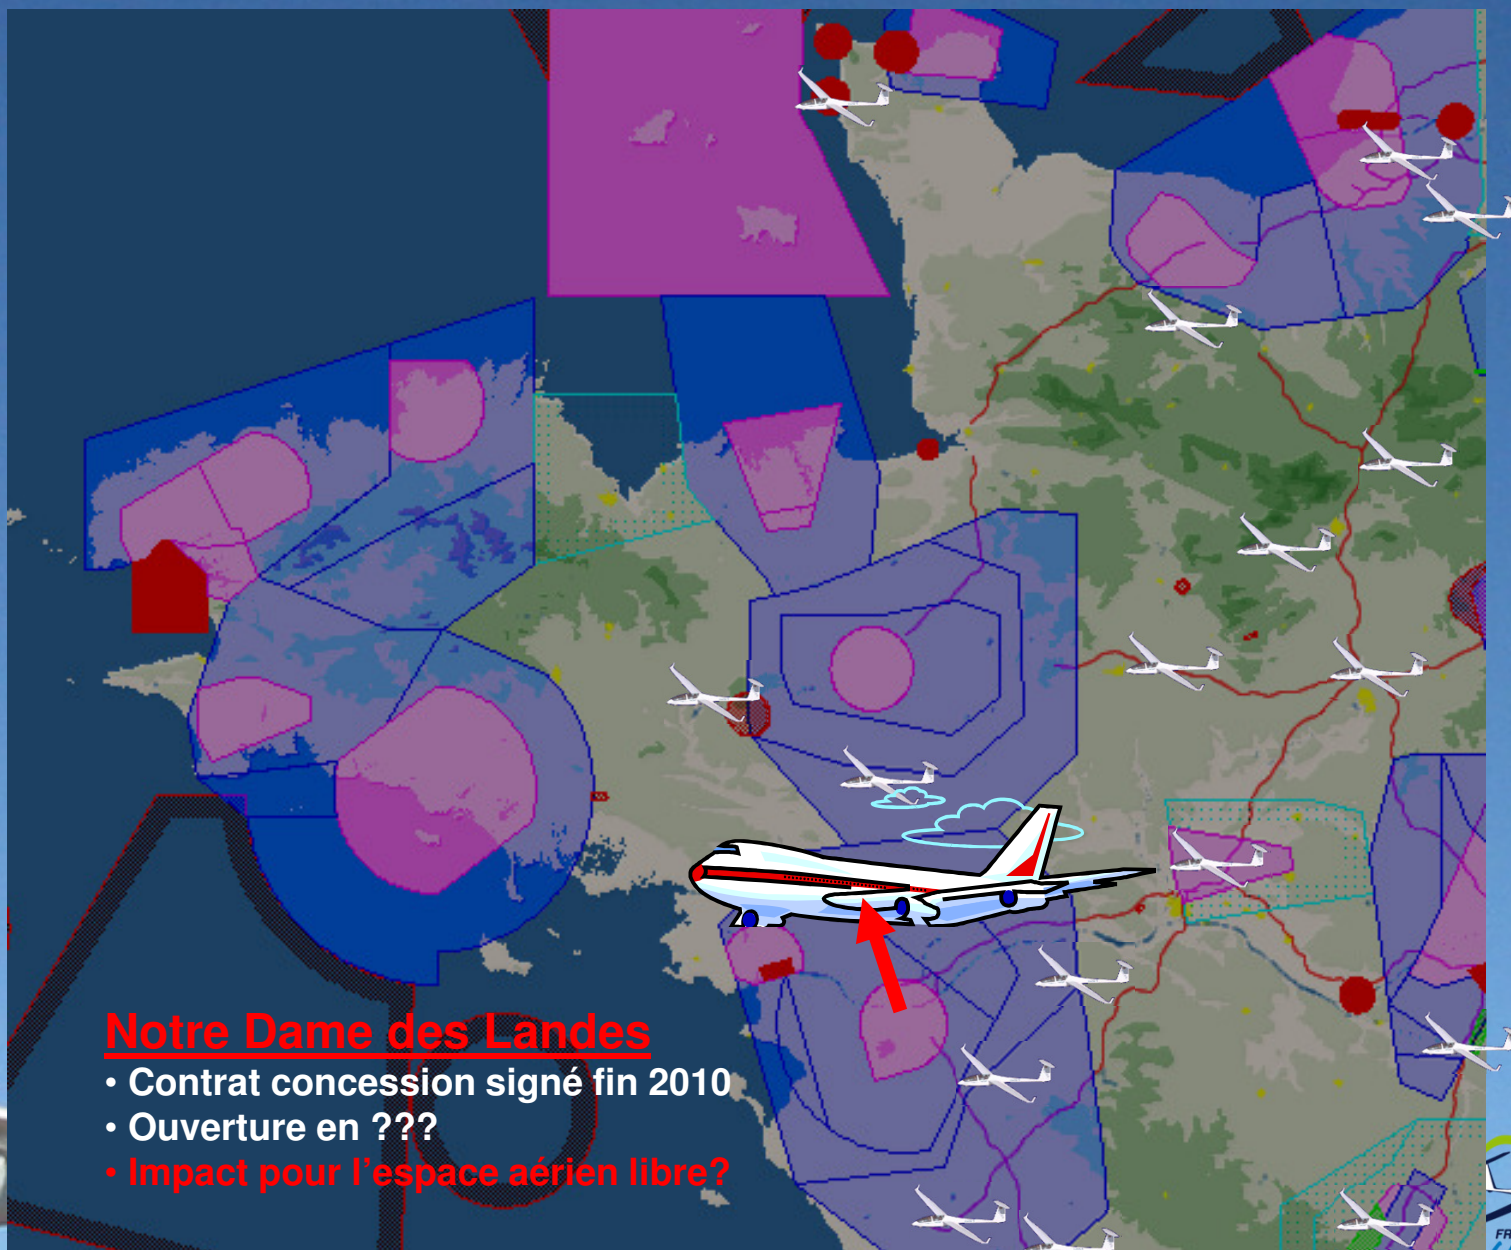 Notre Dame des Landes
• Contrat concession signé fin 2010
• Ouverture en ???
• Impact pour l'espace aérien libre?